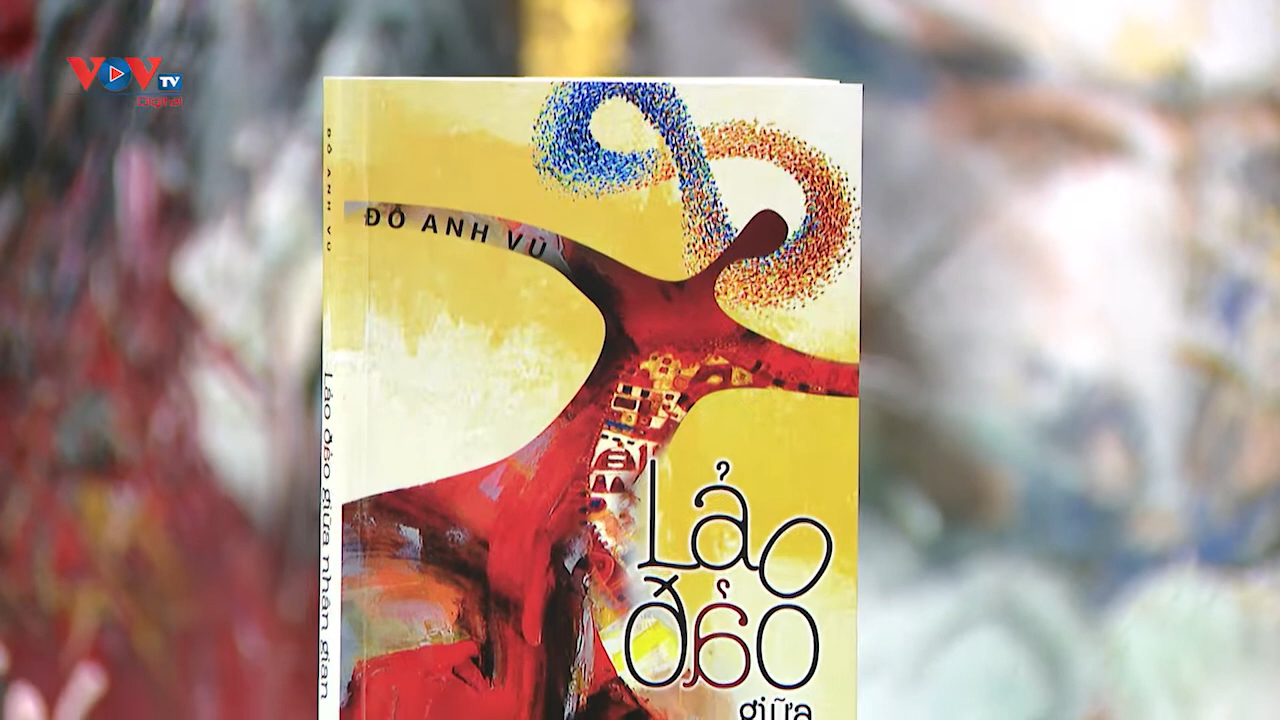 VOV TV
Digital
ĐỖ ANH VŨ
Lảo đảo giữa nhân gian
ĐỖ ANH VŨ
Lảo
đảo
giữa